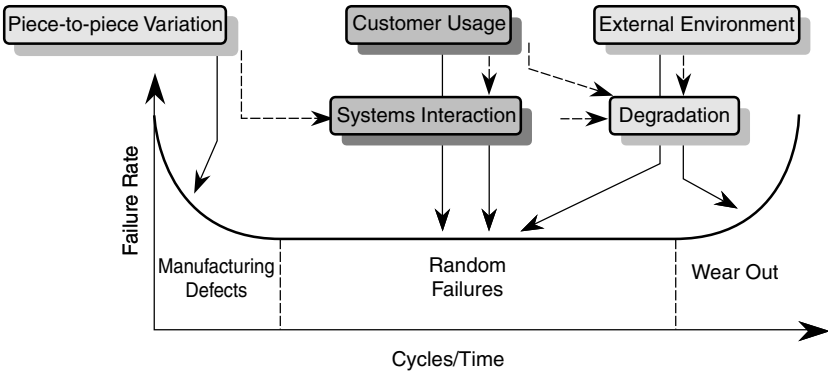 Piece-to-piece Variation
Customer Usage
External Environment
Systems Interaction
Degradation
Failure Rate
Manufacturing
Defects
Random
Failures
Wear Out
Cycles/Time